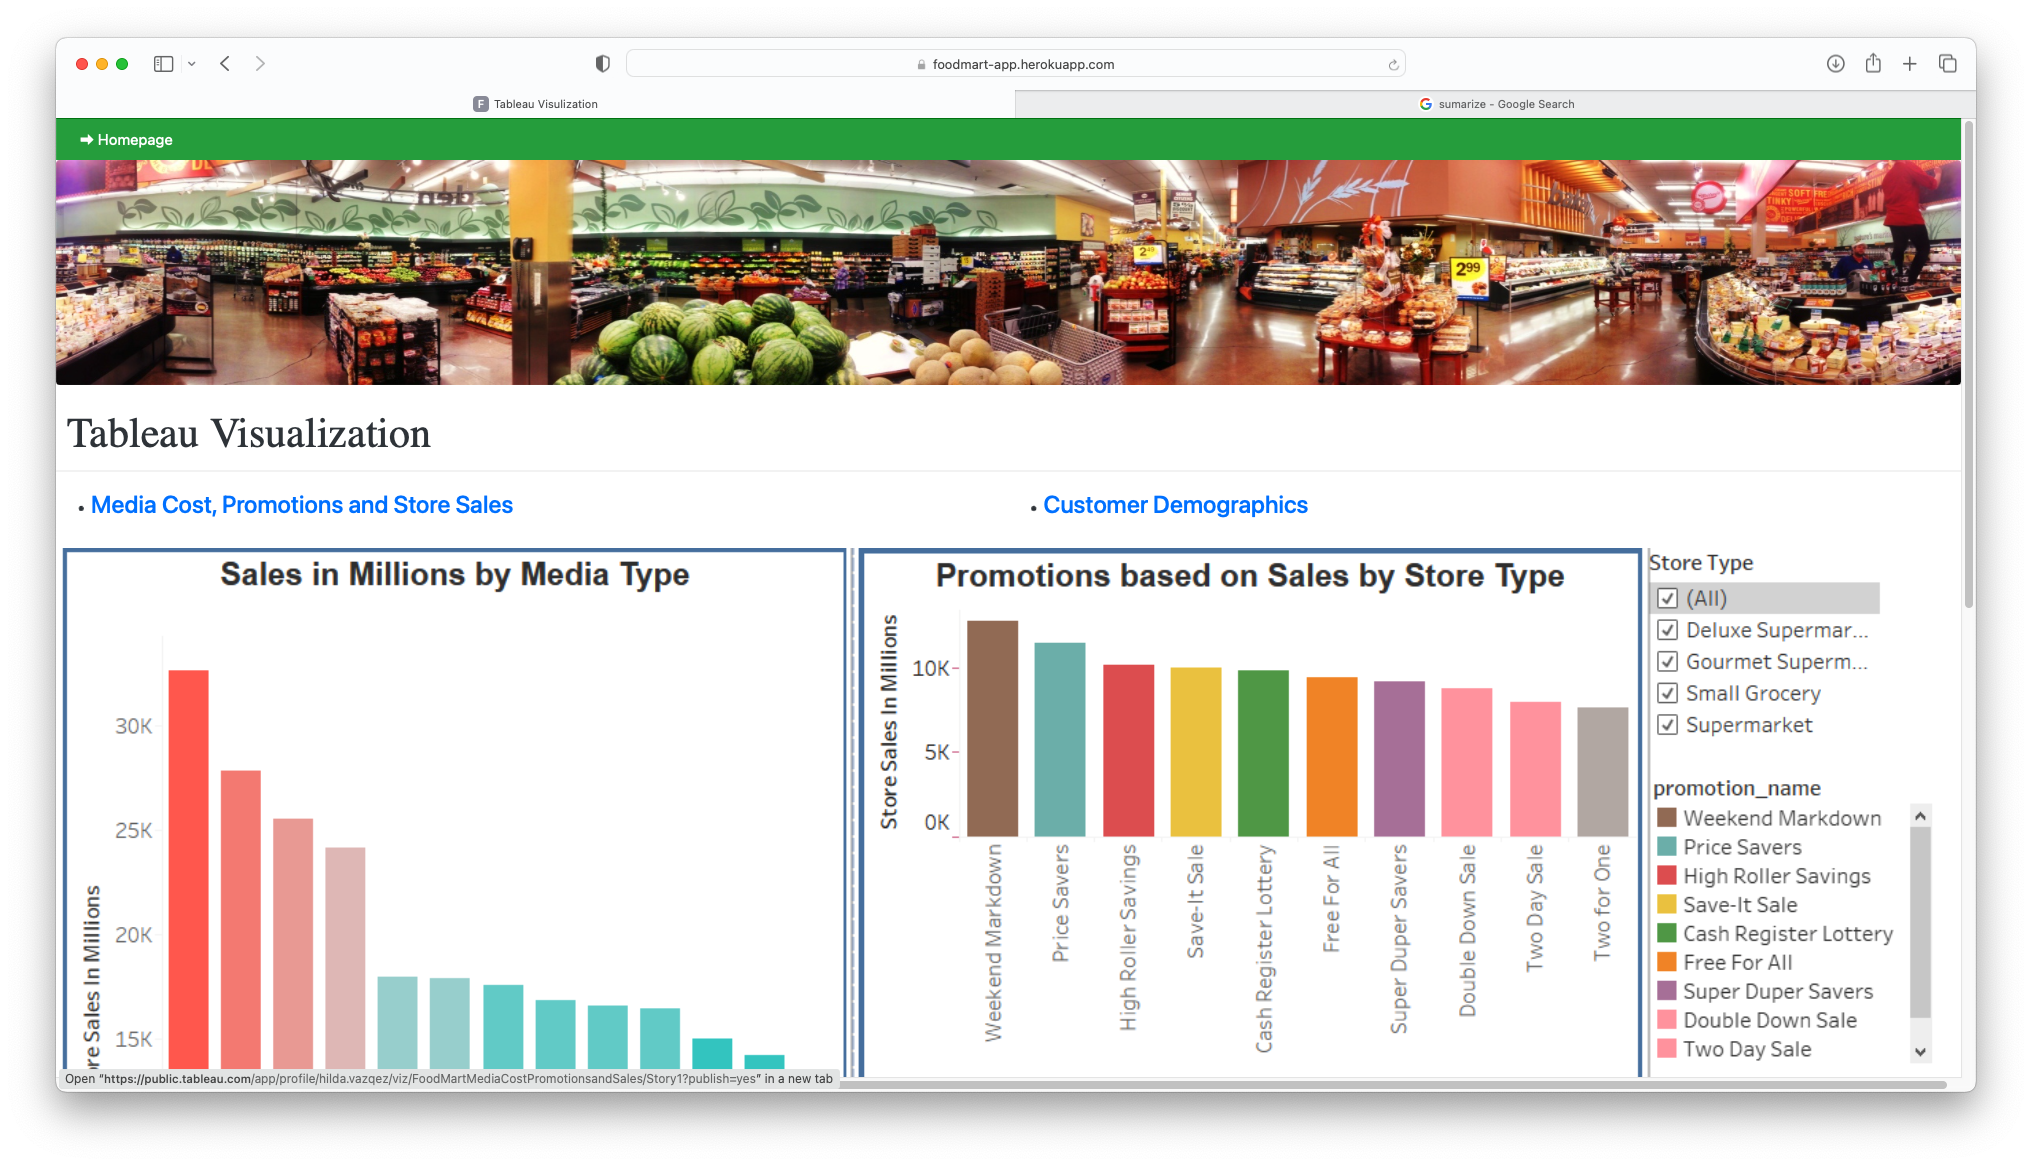 foodmart-app.herokuapp.com
F Tableau Visulization
sumarize - Google Search
Homepage
2.99
Tableau Visualization
Media Cost, Promotions and Store Sales
Customer Demographics
Sales in Millions by Media Type
30K
25K
20K
15K
re Sales In Millions
Promotions based on Sales by Store Type
Store Sales In Millions
10K
5K
0K
Weekend Markdown
Price Savers
High Roller Savings
Save-It Sale
Cash Register Lottery
Free For All
Super Duper Savers
Double Down Sale
Two Day Sale
Two for One
Store Type
(All)
Deluxe Supermar...
Gourmet Superm...
Small Grocery
Supermarket
promotion_name
Weekend Markdown
Price Savers
High Roller Savings
Save-It Sale
Cash Register Lottery
Free For All
Super Duper Savers
Double Down Sale
Two Day Sale
Open "https://public.tableau.com/app/profile/hilda.vazqez/viz/FoodMartMediaCostPromotionsandSales/Story1?publish=yes" in a new tab